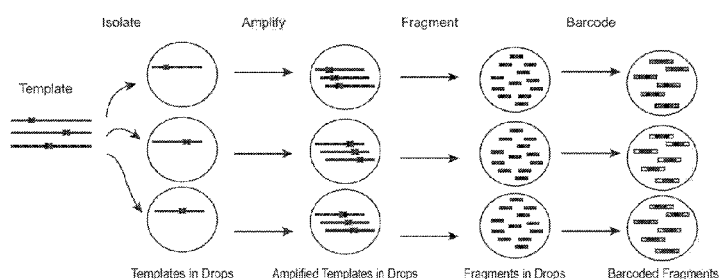 Isolate Amplify Fragment Barcode
Template
Templates in Drops Amplified Templates in Drops Fragments in Drops Barcoded Fragments